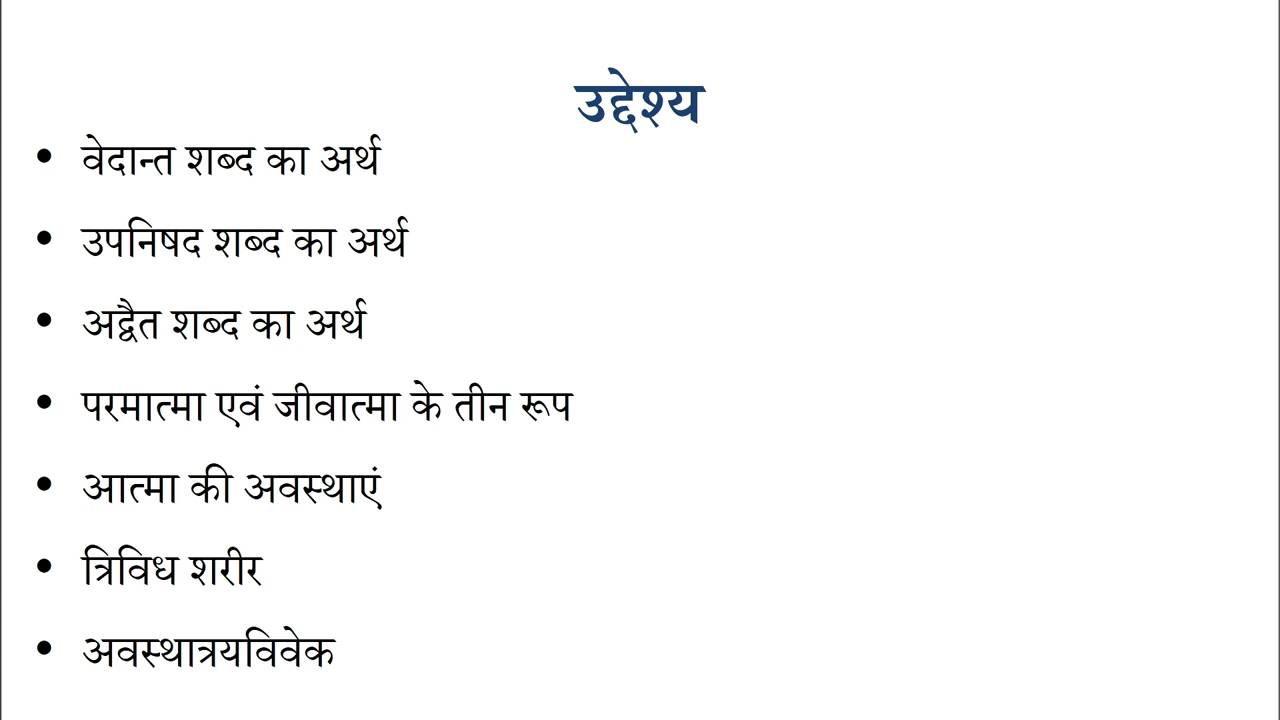 उद्देश्य
• वेदान्त शब्द का अर्थ
• उपनिषद शब्द का अर्थ
• अद्वैत शब्द का अर्थ
• परमात्मा एवं जीवात्मा के तीन रूप
• आत्मा की अवस्थाएं
• त्रिविध शरीर
• अवस्थात्रयविवेक